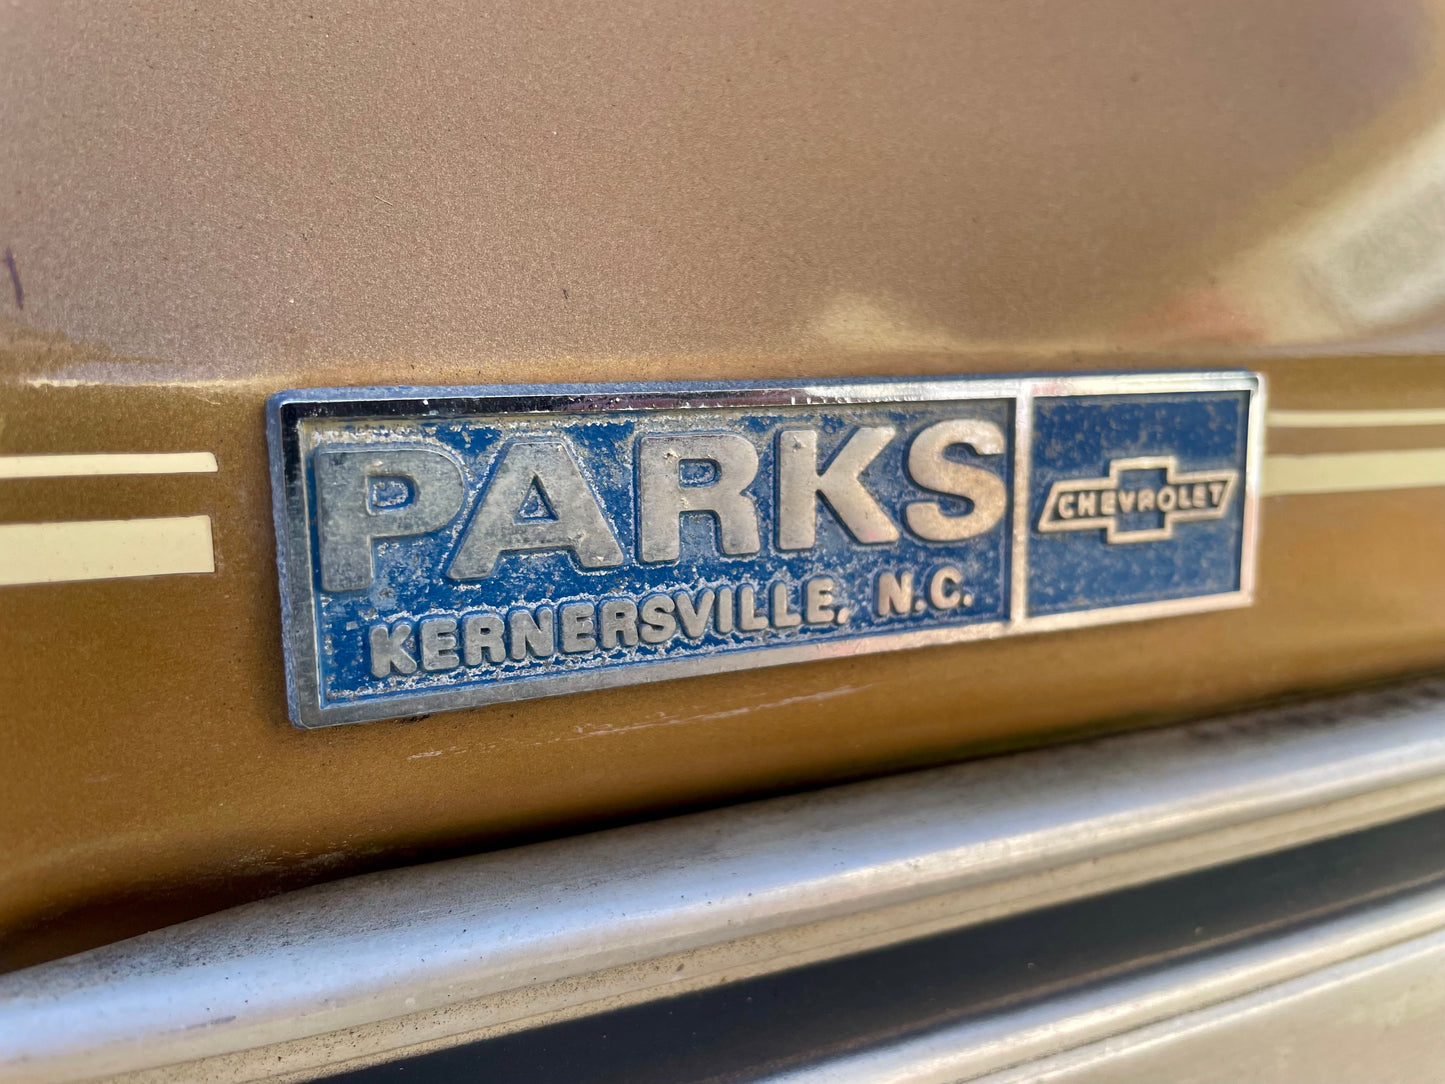 PARKS
KERNERSVILLE, N.C.
CHEVROLET